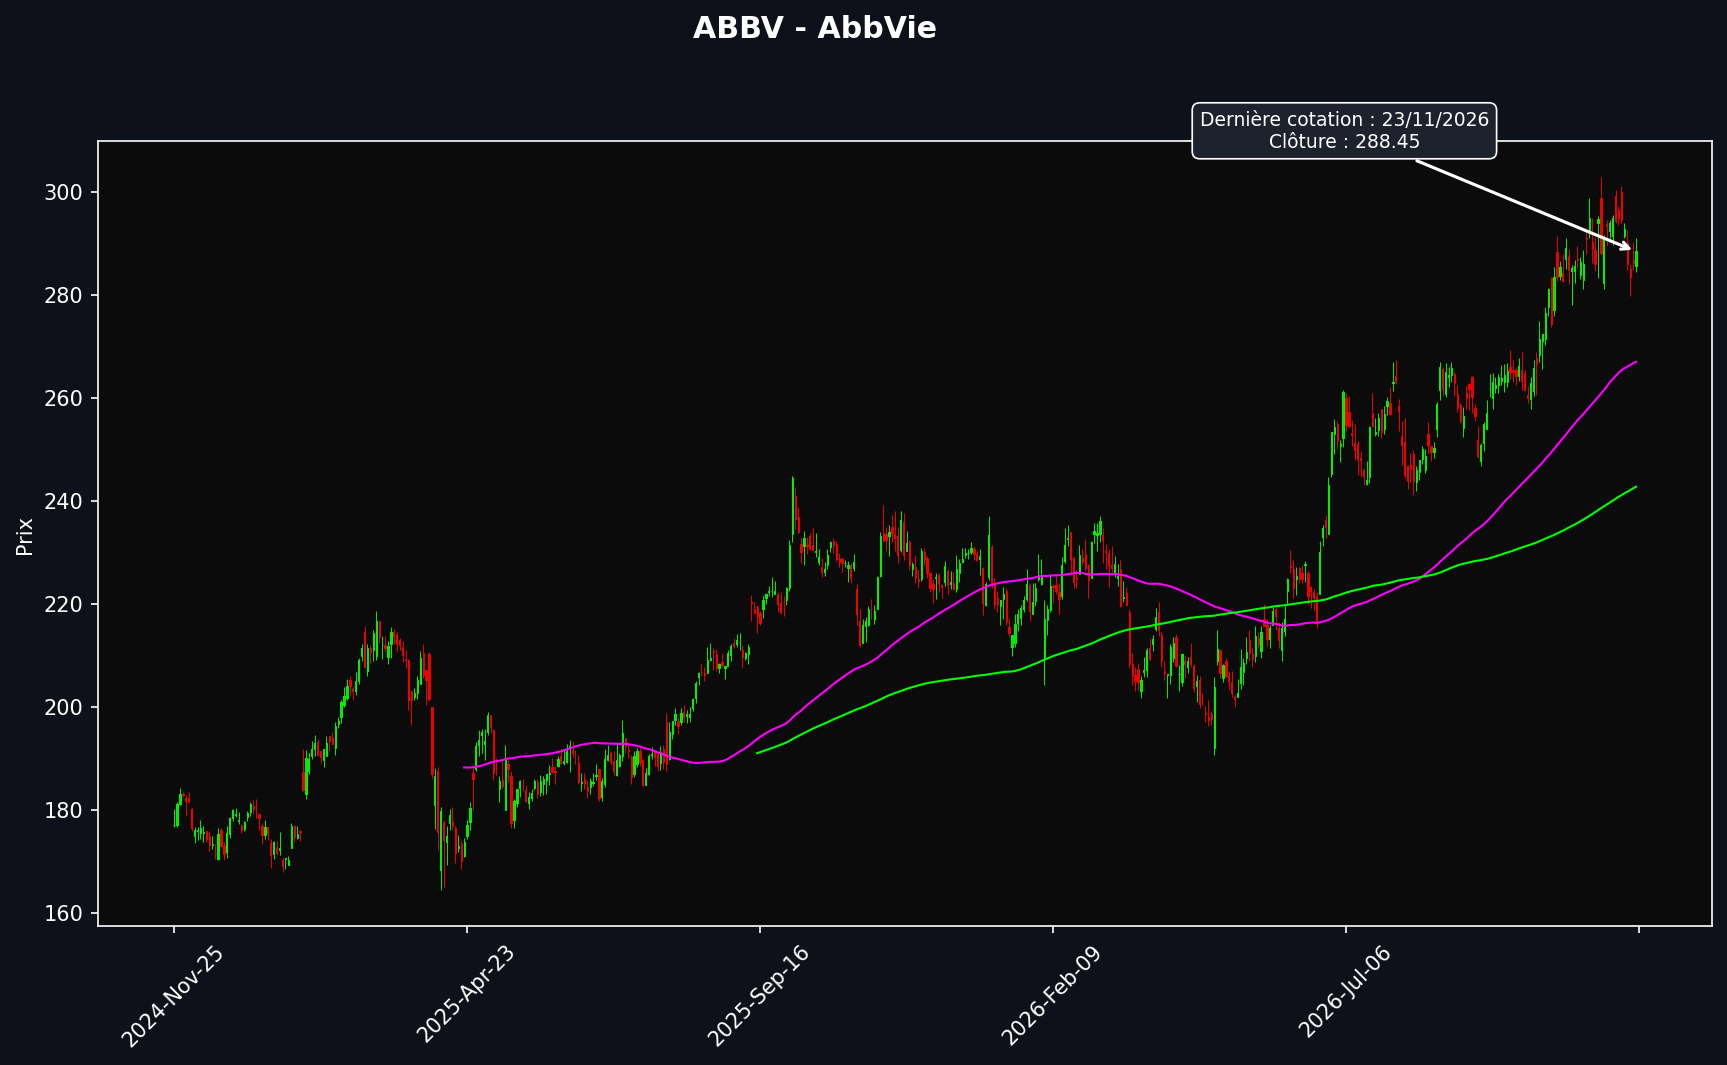 ABBV - AbbVie
Dernière cotation : 23/11/2026
Clôture : 288.45
Prix
300
280
260
240
220
200
180
160
2024-Nov-25
2025-Apr-23
2025-Sep-16
2026-Feb-09
2026-Jul-06